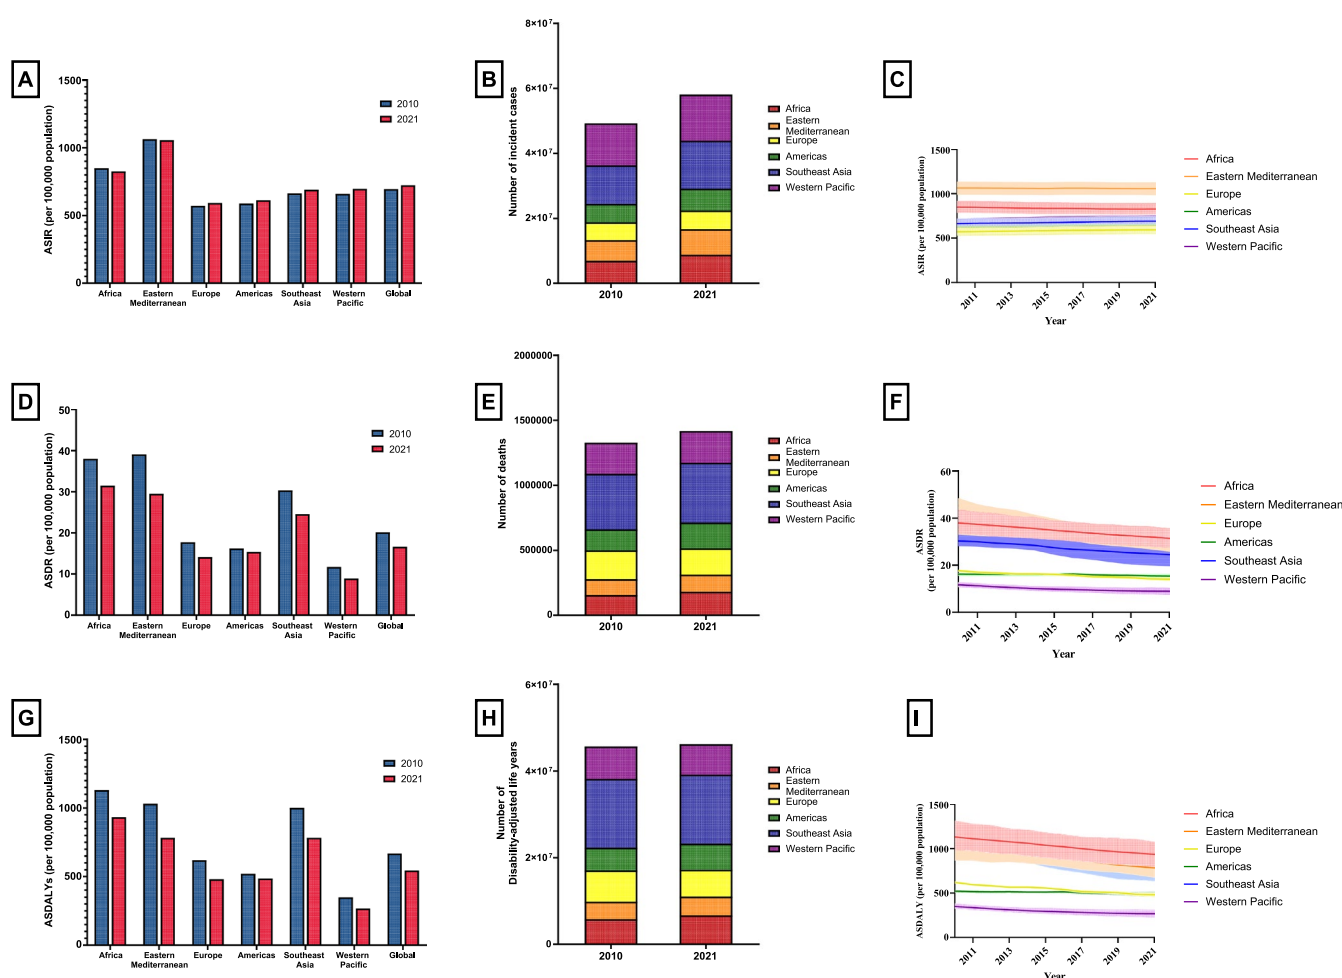 A
ASIR (per 100,000 population)
1500
1000
500
0
2010
2021
Africa
Eastern
Mediterranean
Europe
Americas
Southeast
Asia
Western
Pacific
Global
B
Number of incident cases
8×10⁷
6×10⁷
4×10⁷
2×10⁷
0
2010
2021
Africa
Eastern
Mediterranean
Europe
Americas
Southeast Asia
Western Pacific
C
ASIR (per 100,000 population)
1500
1000
500
2011
2013
2015
2017
2019
2021
Year
Africa
Eastern Mediterranean
Europe
Americas
Southeast Asia
Western Pacific
D
ASDR (per 100,000 population)
50
40
30
20
10
0
2010
2021
Africa
Eastern
Mediterranean
Europe
Americas
Southeast
Asia
Western
Pacific
Global
E
Number of deaths
2000000
1500000
1000000
500000
0
2010
2021
Africa
Eastern
Mediterranean
Europe
Americas
Southeast Asia
Western Pacific
F
ASDR
(per 100,000 population)
60
40
20
0
2011
2013
2015
2017
2019
2021
Year
Africa
Eastern Mediterranean
Europe
Americas
Southeast Asia
Western Pacific
G
ASDALYs (per 100,000 population)
1500
1000
500
0
2010
2021
Africa
Eastern
Mediterranean
Europe
Americas
Southeast
Asia
Western
Pacific
Global
H
Number of
Disability-adjusted life years
6×10⁷
4×10⁷
2×10⁷
0
2010
2021
Africa
Eastern
Mediterranean
Europe
Americas
Southeast Asia
Western Pacific
I
ASDALY (per 100,000 population)
1500
1000
500
0
2011
2013
2015
2017
2019
2021
Year
Africa
Eastern Mediterranean
Europe
Americas
Southeast Asia
Western Pacific